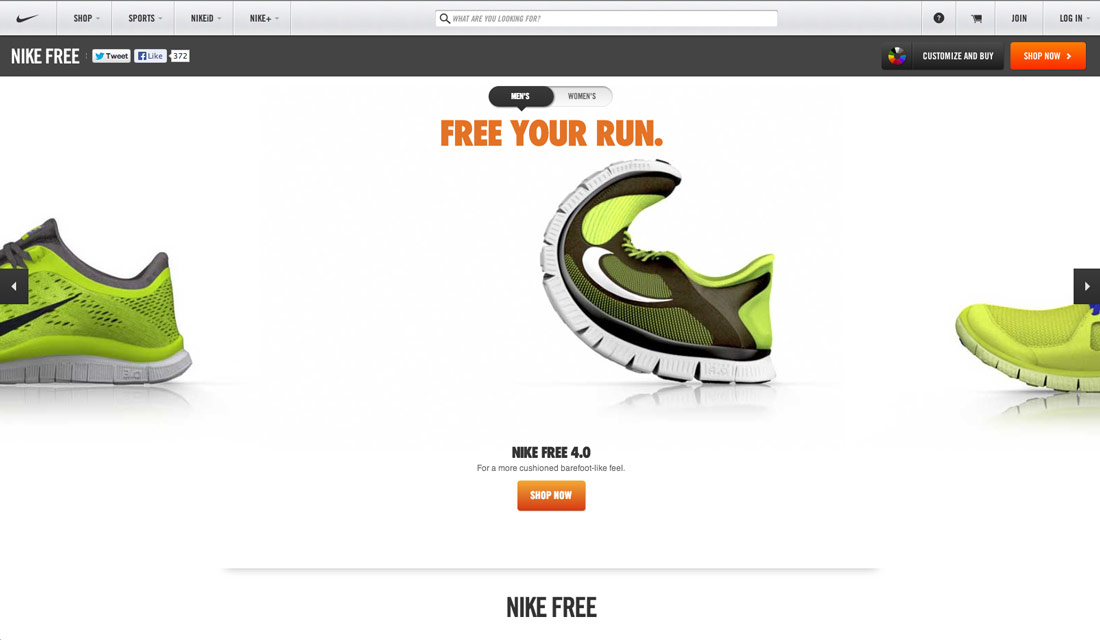 SHOP
SPORTS
NIKEiD
NIKE+
WHAT ARE YOU LOOKING FOR?
?
JOIN
LOG IN
NIKE FREE
Tweet
Like
372
CUSTOMIZE AND BUY
SHOP NOW
MEN'S
WOMEN'S
FREE YOUR RUN.
3.0
NIKE FREE 4.0
For a more cushioned barefoot-like feel.
SHOP NOW
NIKE FREE